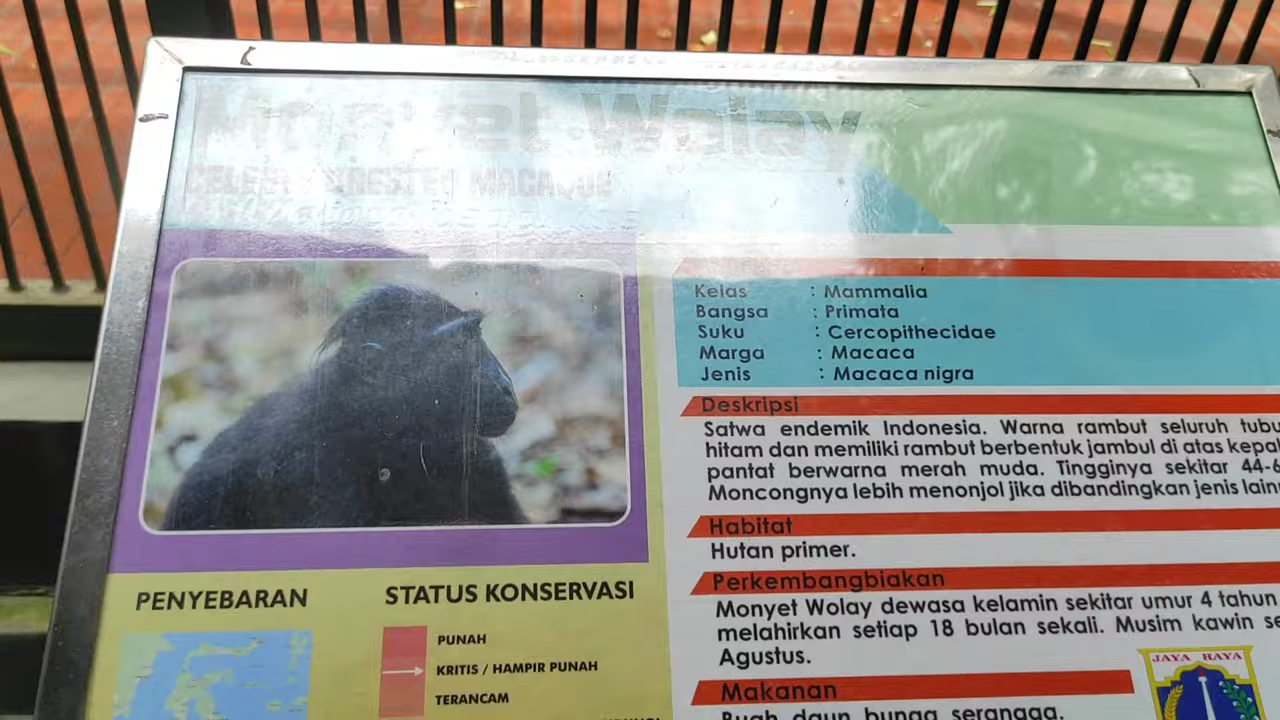 Monyet Wolay
CELEBES CRESTED MACAQUE
Kelas : Mammalia
Bangsa : Primata
Suku : Cercopithecidae
Marga : Macaca
Jenis : Macaca nigra
Deskripsi
Satwa endemik Indonesia. Warna rambut seluruh tubu
hitam dan memiliki rambut berbentuk jambul di atas kepal
pantat berwarna merah muda. Tingginya sekitar 44-6
Moncongnya lebih menonjol jika dibandingkan jenis lain
Habitat
Hutan primer.
Perkembangbiakan
Monyet Wolay dewasa kelamin sekitar umur 4 tahun
melahirkan setiap 18 bulan sekali. Musim kawin se
Agustus.
Makanan
Buah, daun, bunga, serangga.
PENYEBARAN
STATUS KONSERVASI
PUNAH
KRITIS / HAMPIR PUNAH
TERANCAM
JAYA RAYA